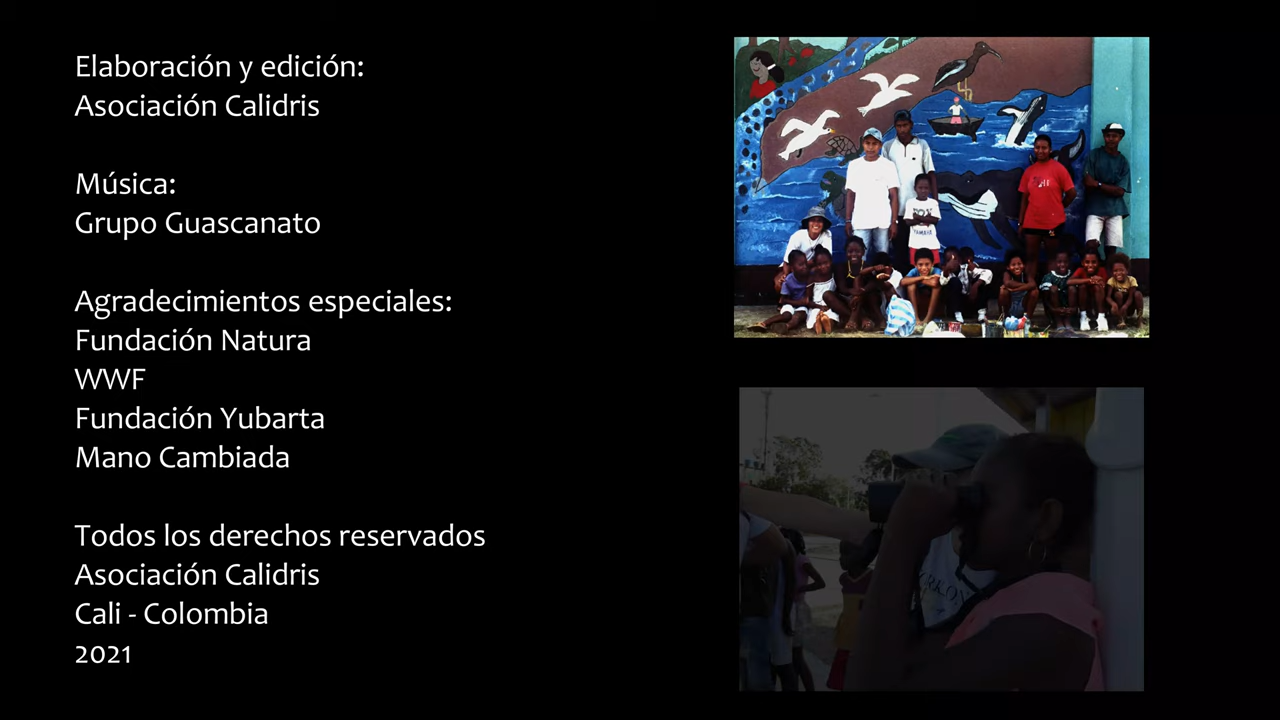 Elaboración y edición:
Asociación Calidris
Música:
Grupo Guascanato
Agradecimientos especiales:
Fundación Natura
WWF
Fundación Yubarta
Mano Cambiada
Todos los derechos reservados
Asociación Calidris
Cali - Colombia
2021
YAMAHA